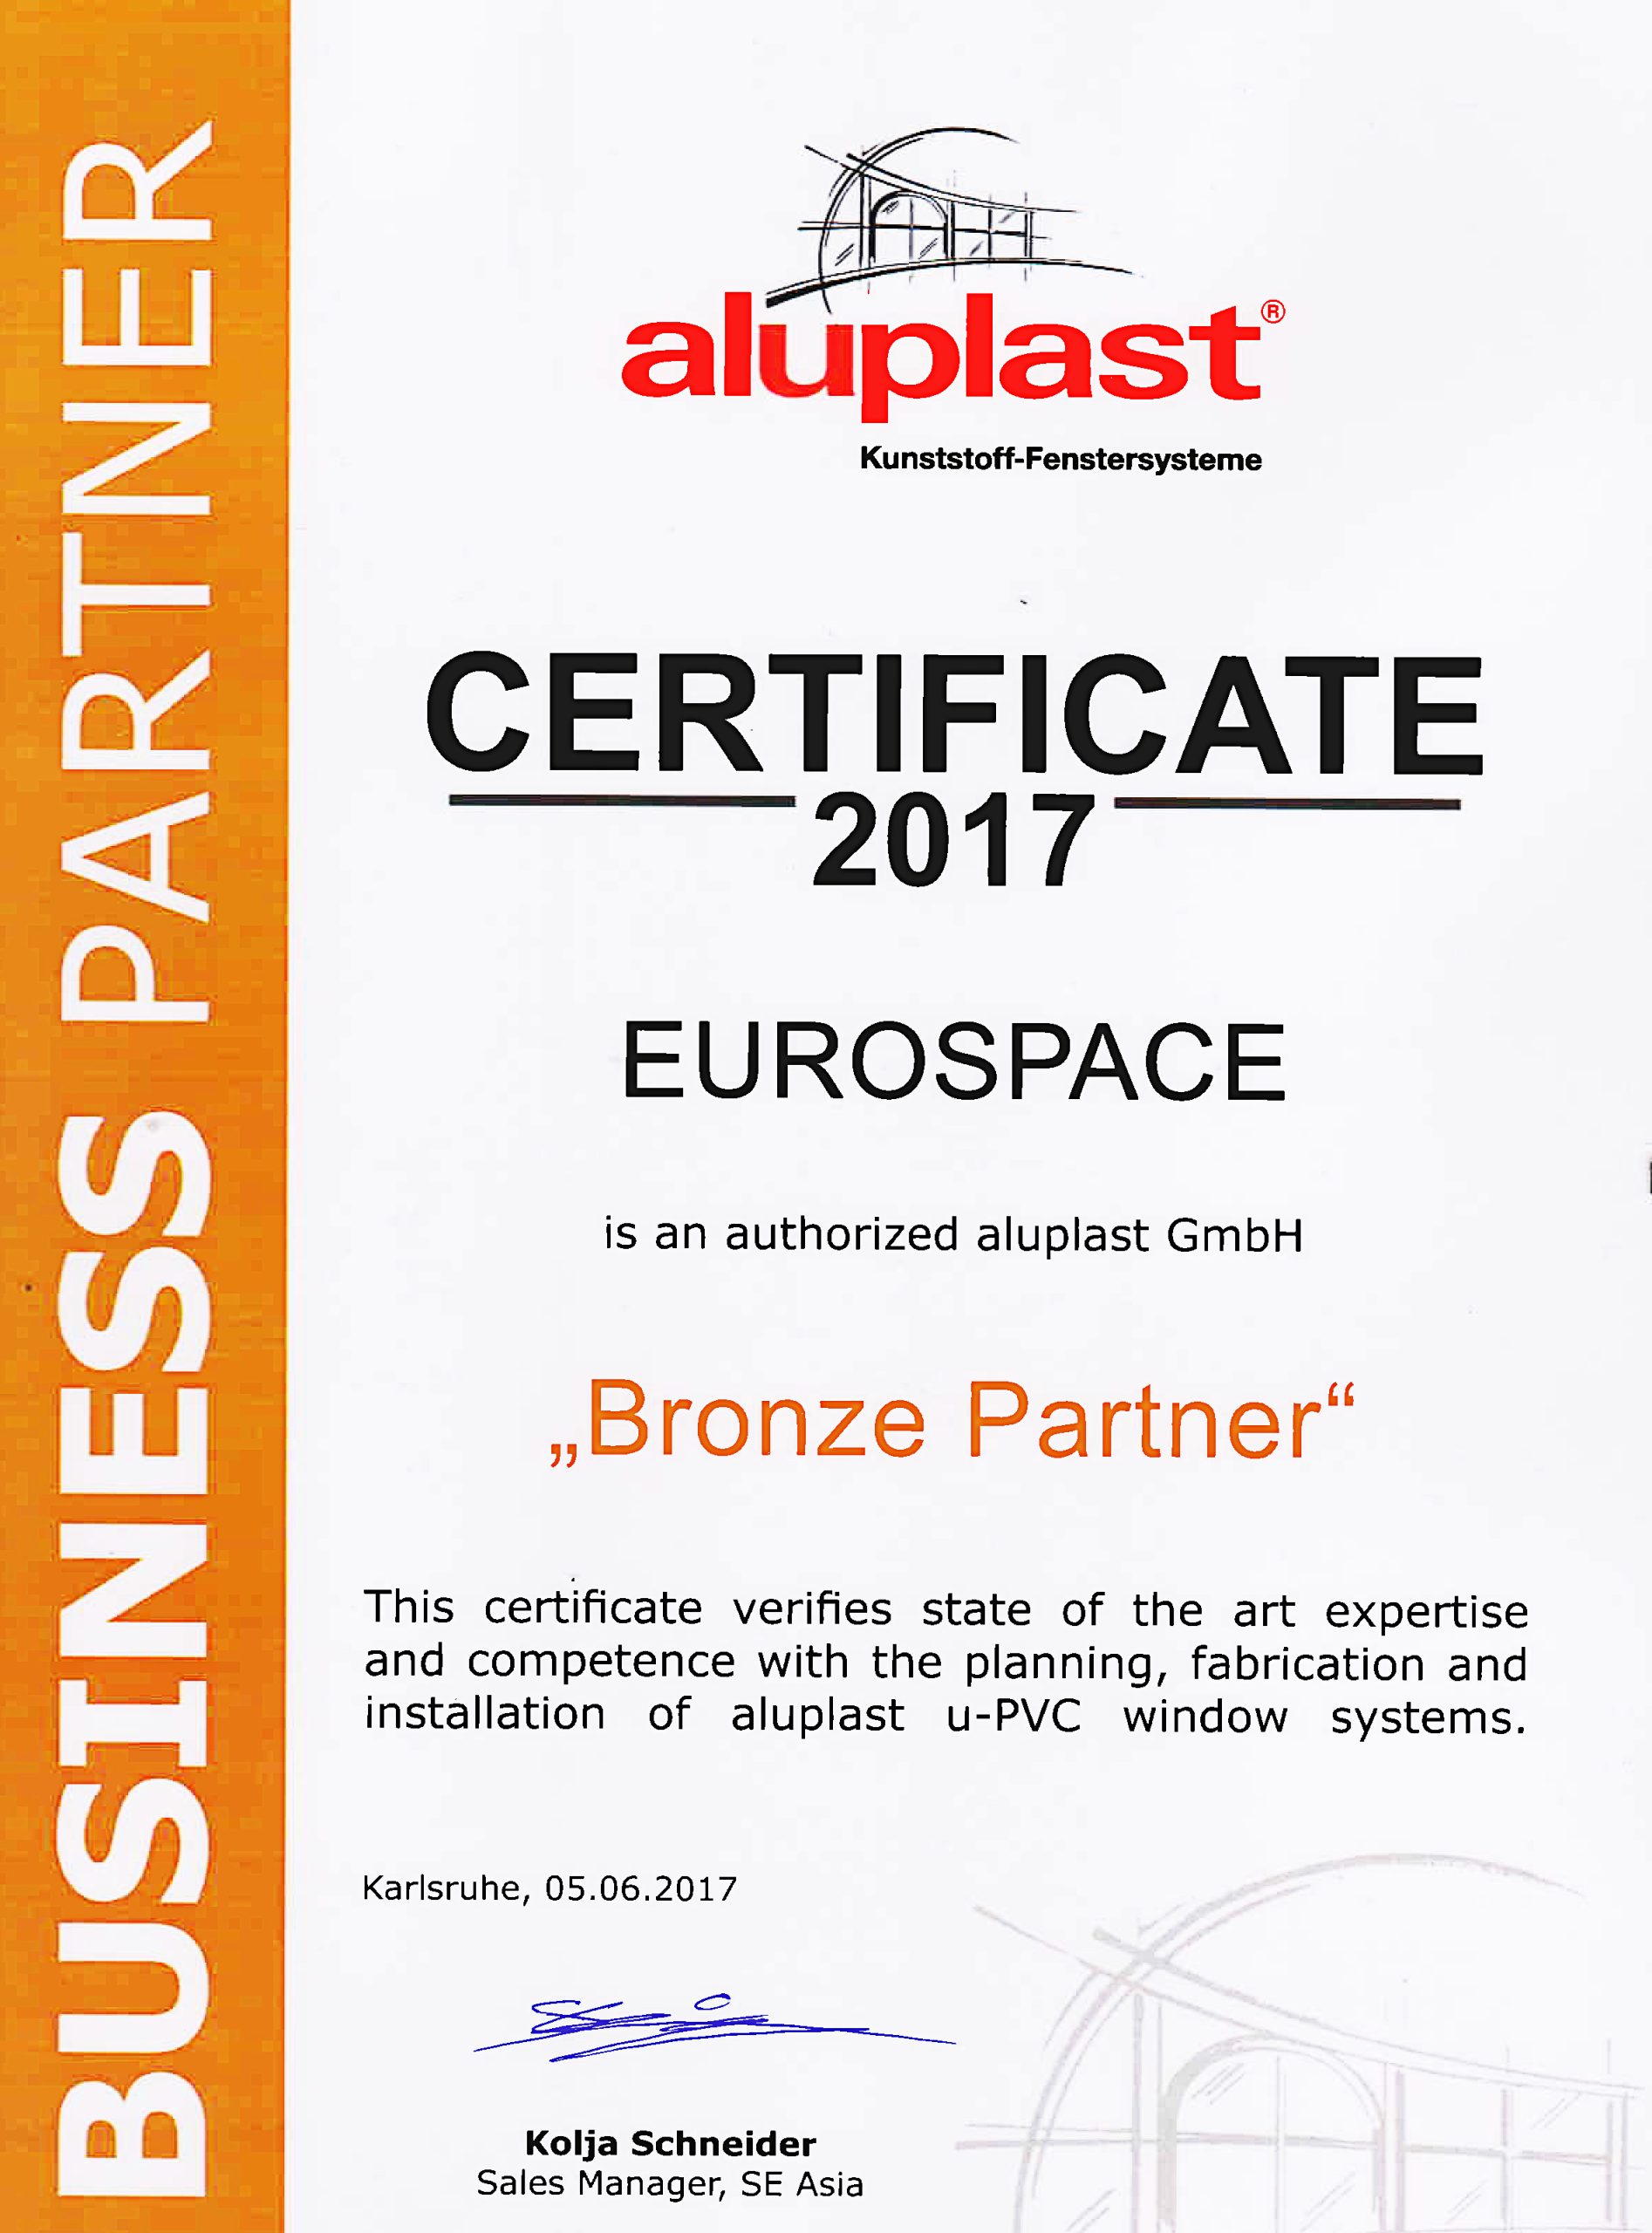 BUSINESS PARTNER
aluplast®
Kunststoff-Fenstersysteme
CERTIFICATE
2017
EUROSPACE
is an authorized aluplast GmbH
„Bronze Partner“
This certificate verifies state of the art expertise
and competence with the planning, fabrication and
installation of aluplast u-PVC window systems.
Karlsruhe, 05.06.2017
Kolja Schneider
Sales Manager, SE Asia